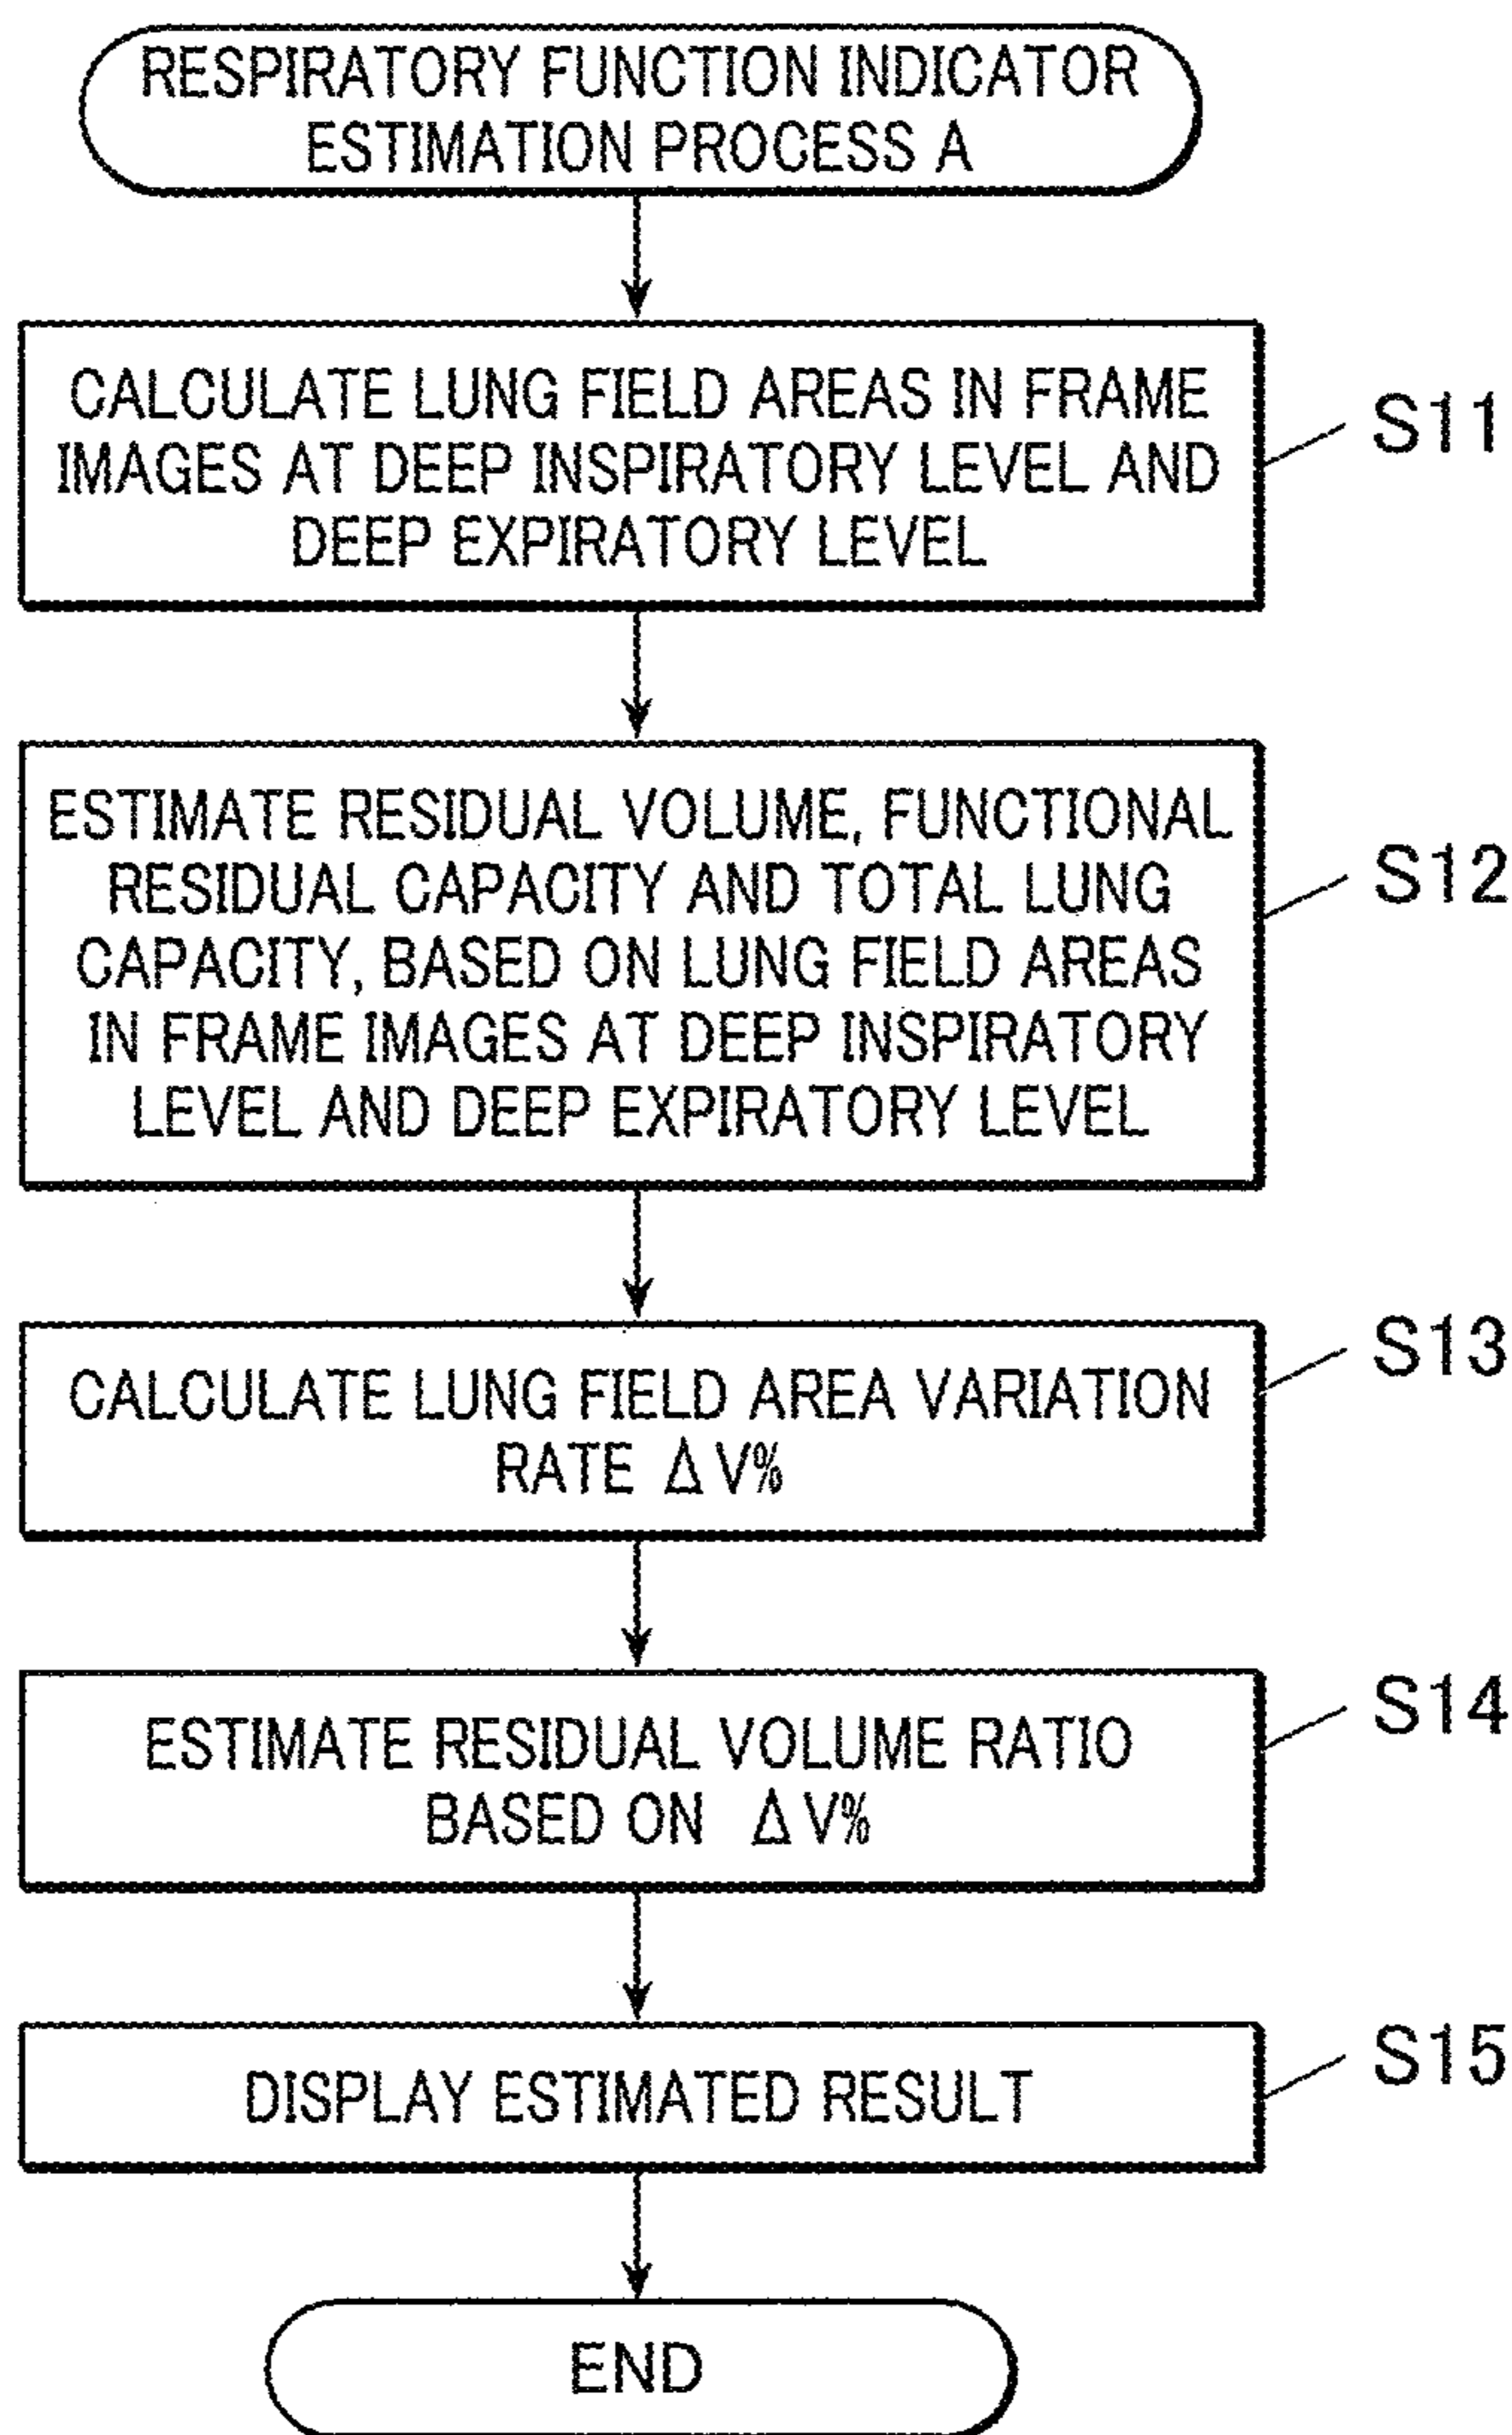 RESPIRATORY FUNCTION INDICATOR
ESTIMATION PROCESS A
CALCULATE LUNG FIELD AREAS IN FRAME
IMAGES AT DEEP INSPIRATORY LEVEL AND
DEEP EXPIRATORY LEVEL
S11
ESTIMATE RESIDUAL VOLUME, FUNCTIONAL
RESIDUAL CAPACITY AND TOTAL LUNG
CAPACITY, BASED ON LUNG FIELD AREAS
IN FRAME IMAGES AT DEEP INSPIRATORY
LEVEL AND DEEP EXPIRATORY LEVEL
S12
CALCULATE LUNG FIELD AREA VARIATION
RATE ΔV%
S13
ESTIMATE RESIDUAL VOLUME RATIO
BASED ON ΔV%
S14
DISPLAY ESTIMATED RESULT
S15
END